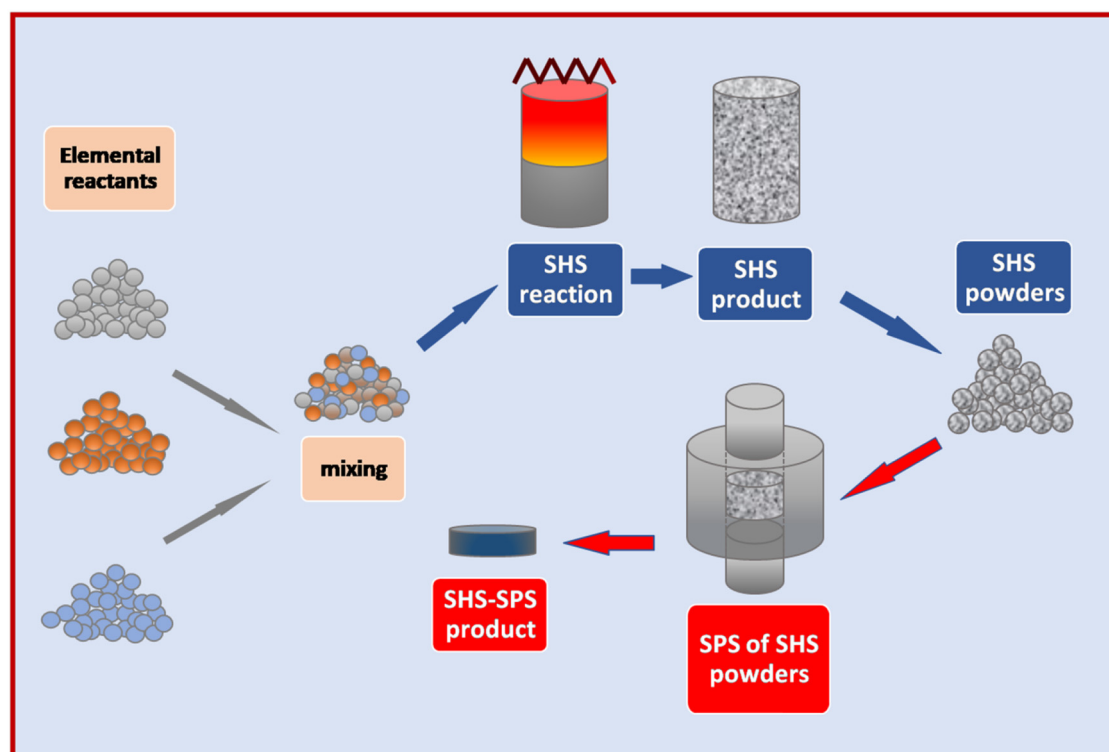 Elemental
reactants
mixing
SHS
reaction
SHS
product
SHS
powders
SPS of SHS
powders
SHS-SPS
product